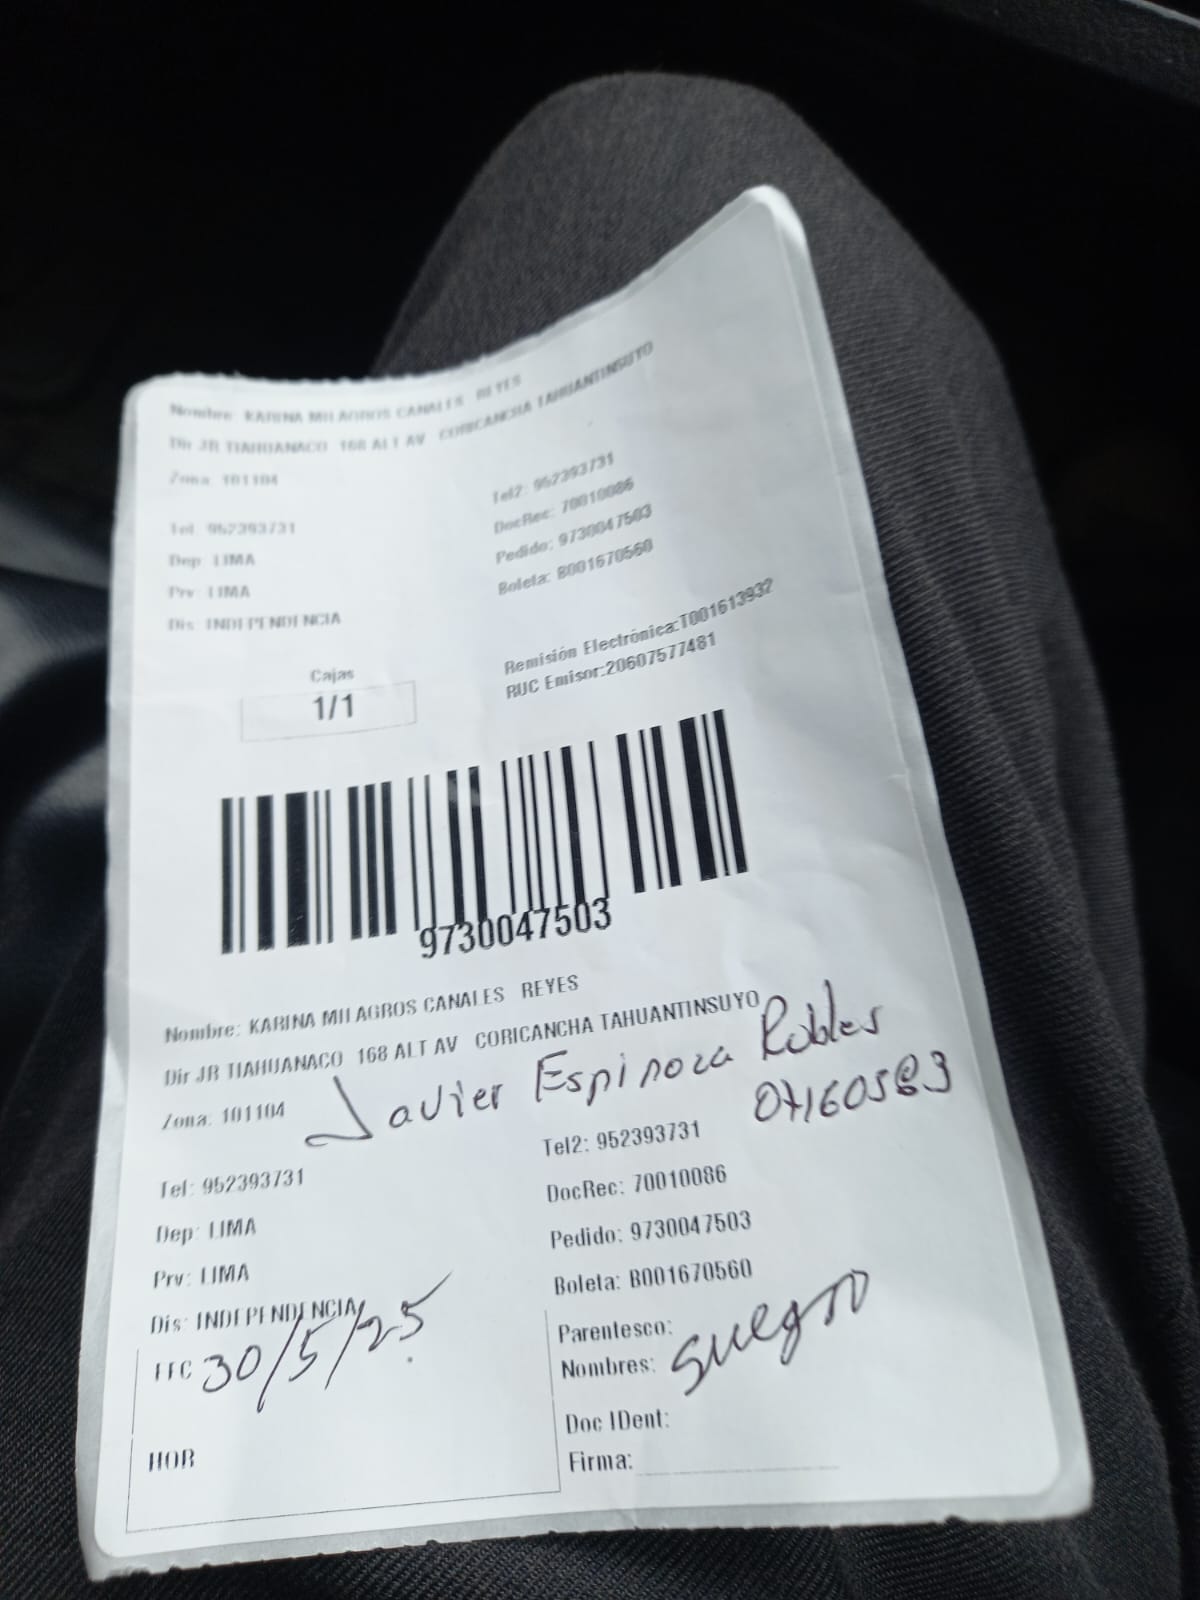 Nombre: KARINA MILAGROS CANALES REYES
Dir JR TIAHUANACO 168 ALT AV CORICANCHA TAHUANTINSUYO
Zona: 101104
Tel: 952393731
Tel2: 952393731
Dep: LIMA
DocRec: 70010086
Prv: LIMA
Pedido: 9730047503
Dis: INDEPENDENCIA
Boleta: B001670560
Cajas
1/1
Remisión Electrónica:T001613932
RUC Emisor:20607577481
9730047503
Nombre: KARINA MILAGROS CANALES REYES
Dir JR TIAHUANACO 168 ALT AV CORICANCHA TAHUANTINSUYO
Zona: 101104
Javier Espinoza Robles
07160583
Tel: 952393731
Tel2: 952393731
Dep: LIMA
DocRec: 70010086
Prv: LIMA
Pedido: 9730047503
Dis: INDEPENDENCIA
Boleta: B001670560
FEC 30/5/25
Parentesco:
Nombres: suegro
HOR
Doc IDent:
Firma: